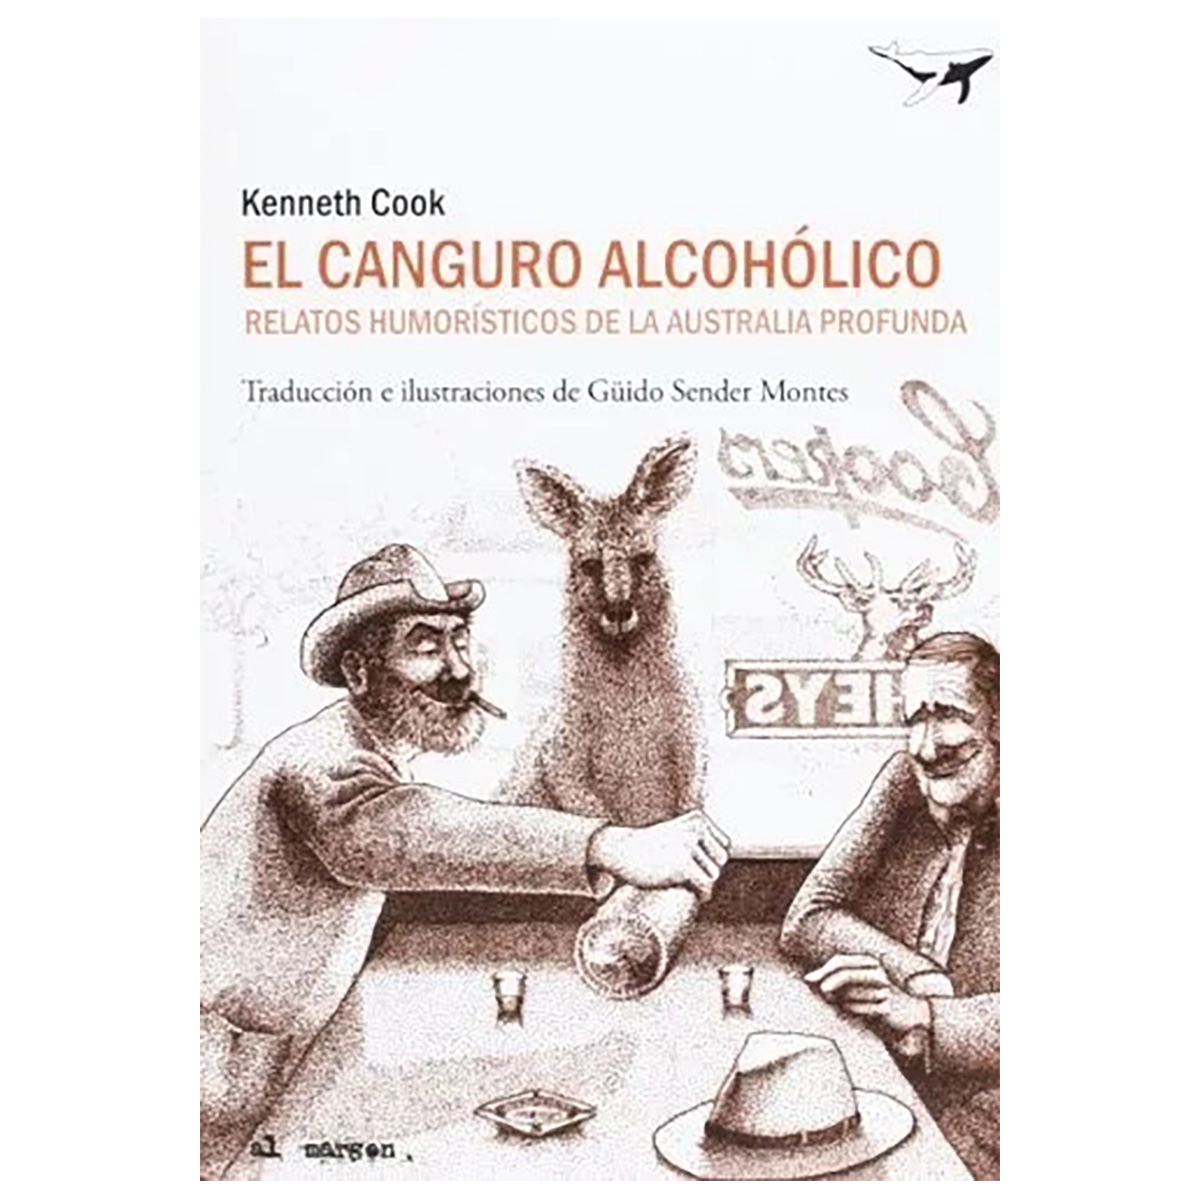 Kenneth Cook
EL CANGURO ALCOHÓLICO
RELATOS HUMORÍSTICOS DE LA AUSTRALIA PROFUNDA
Traducción e ilustraciones de Güido Sender Montes
Coopers
HEYS
al margen.